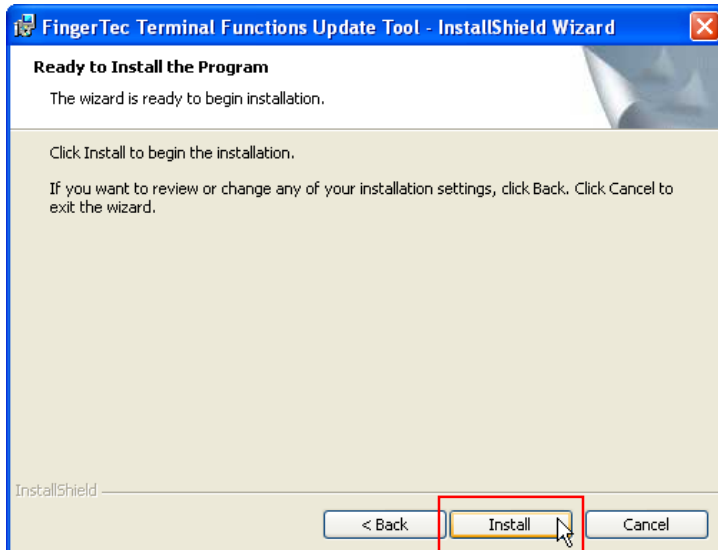 FingerTec Terminal Functions Update Tool - InstallShield Wizard
Ready to Install the Program
The wizard is ready to begin installation.
Click Install to begin the installation.
If you want to review or change any of your installation settings, click Back. Click Cancel to
exit the wizard.
InstallShield
< Back Install Cancel